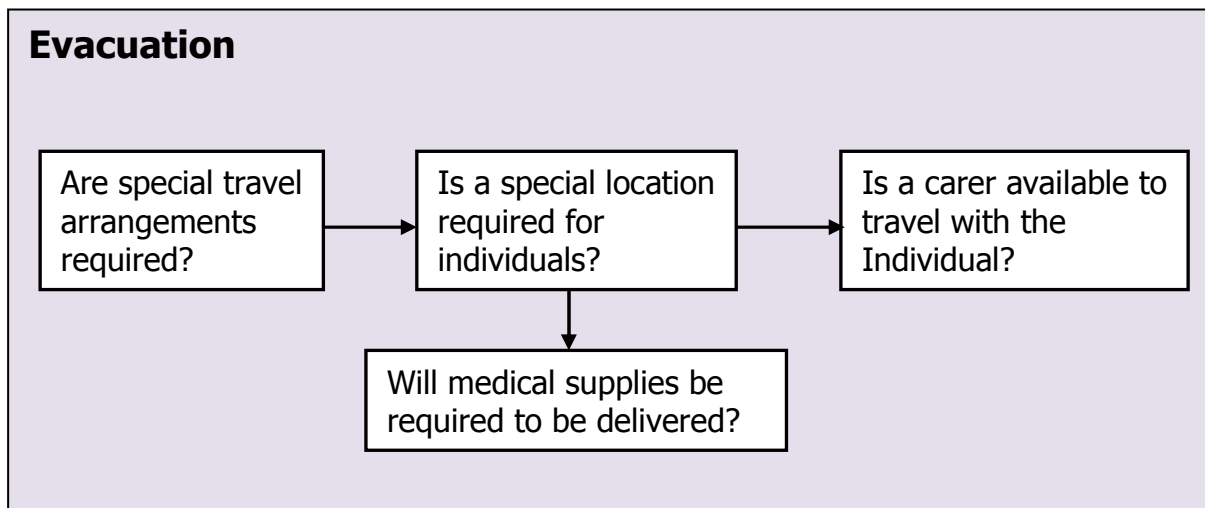 Evacuation
Are special travel
arrangements
required?
Is a special location
required for
individuals?
Is a carer available to
travel with the
Individual?
Will medical supplies be
required to be delivered?